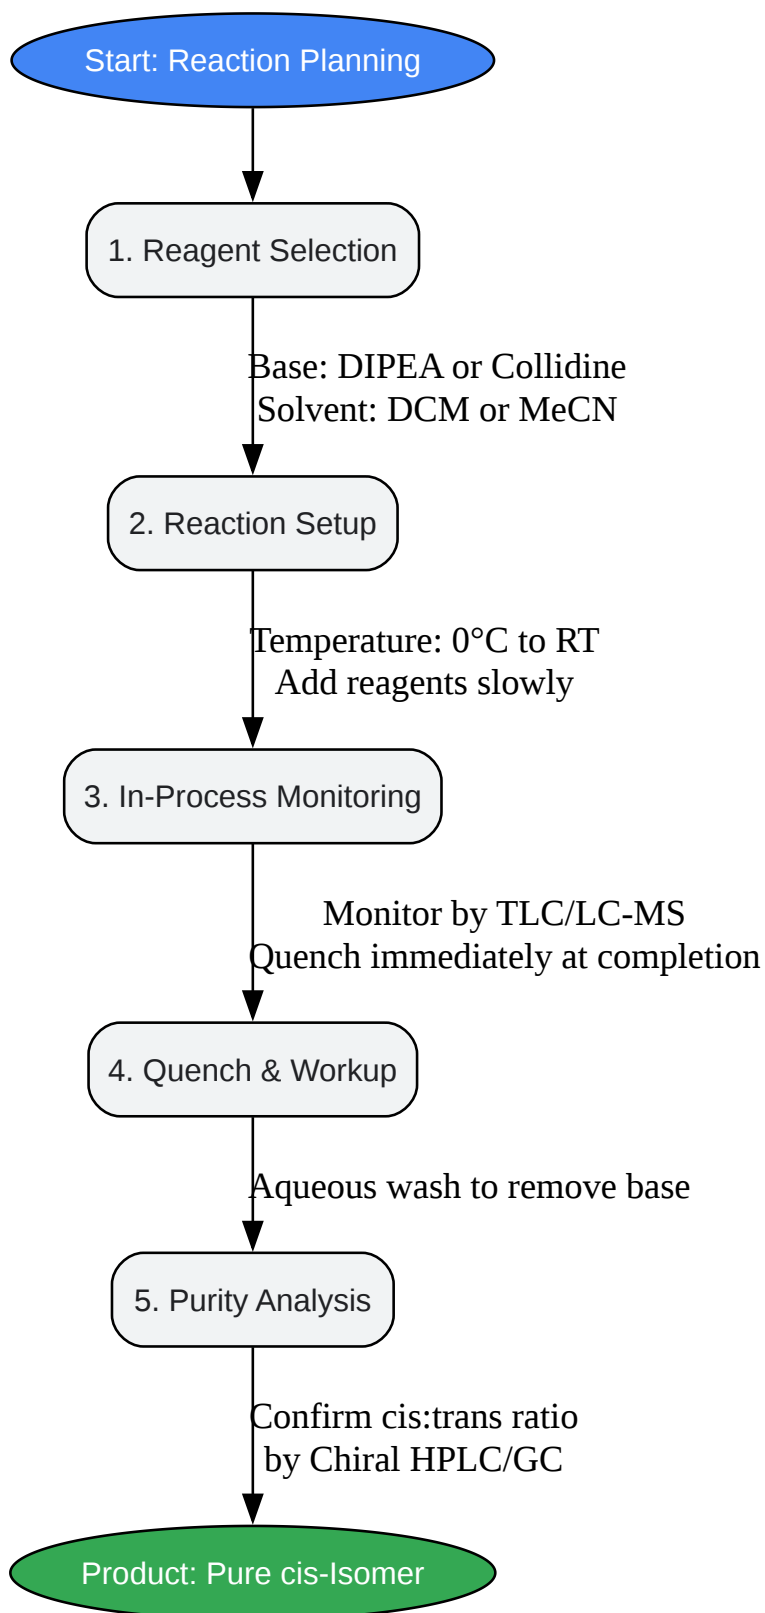 Start: Reaction Planning
1. Reagent Selection
Base: DIPEA or Collidine
Solvent: DCM or MeCN
2. Reaction Setup
Temperature: 0°C to RT
Add reagents slowly
3. In-Process Monitoring
Monitor by TLC/LC-MS
Quench immediately at completion
4. Quench & Workup
Aqueous wash to remove base
5. Purity Analysis
Confirm cis:trans ratio
by Chiral HPLC/GC
Product: Pure cis-Isomer